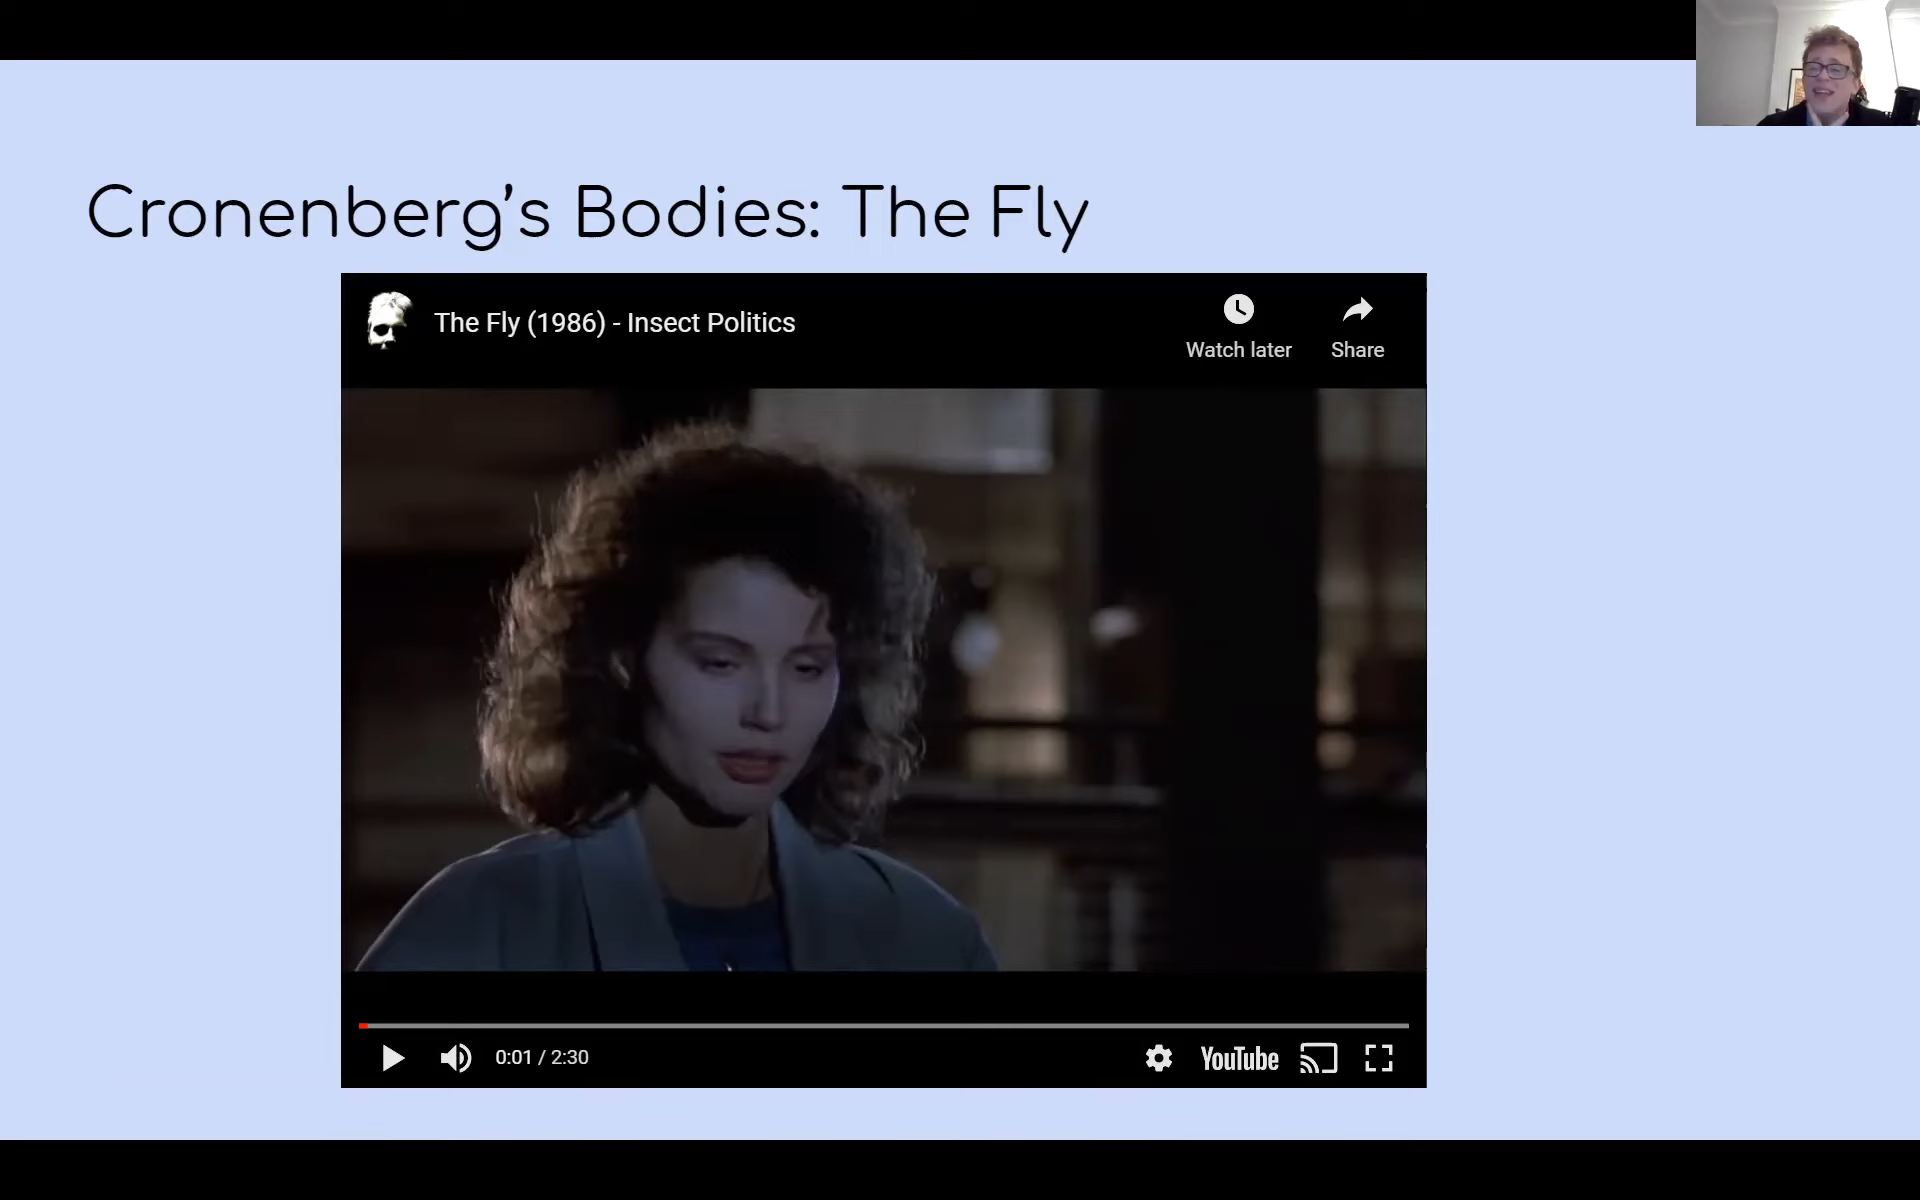 Cronenberg’s Bodies: The Fly
The Fly (1986) - Insect Politics
Watch later
Share
0:01 / 2:30
YouTube